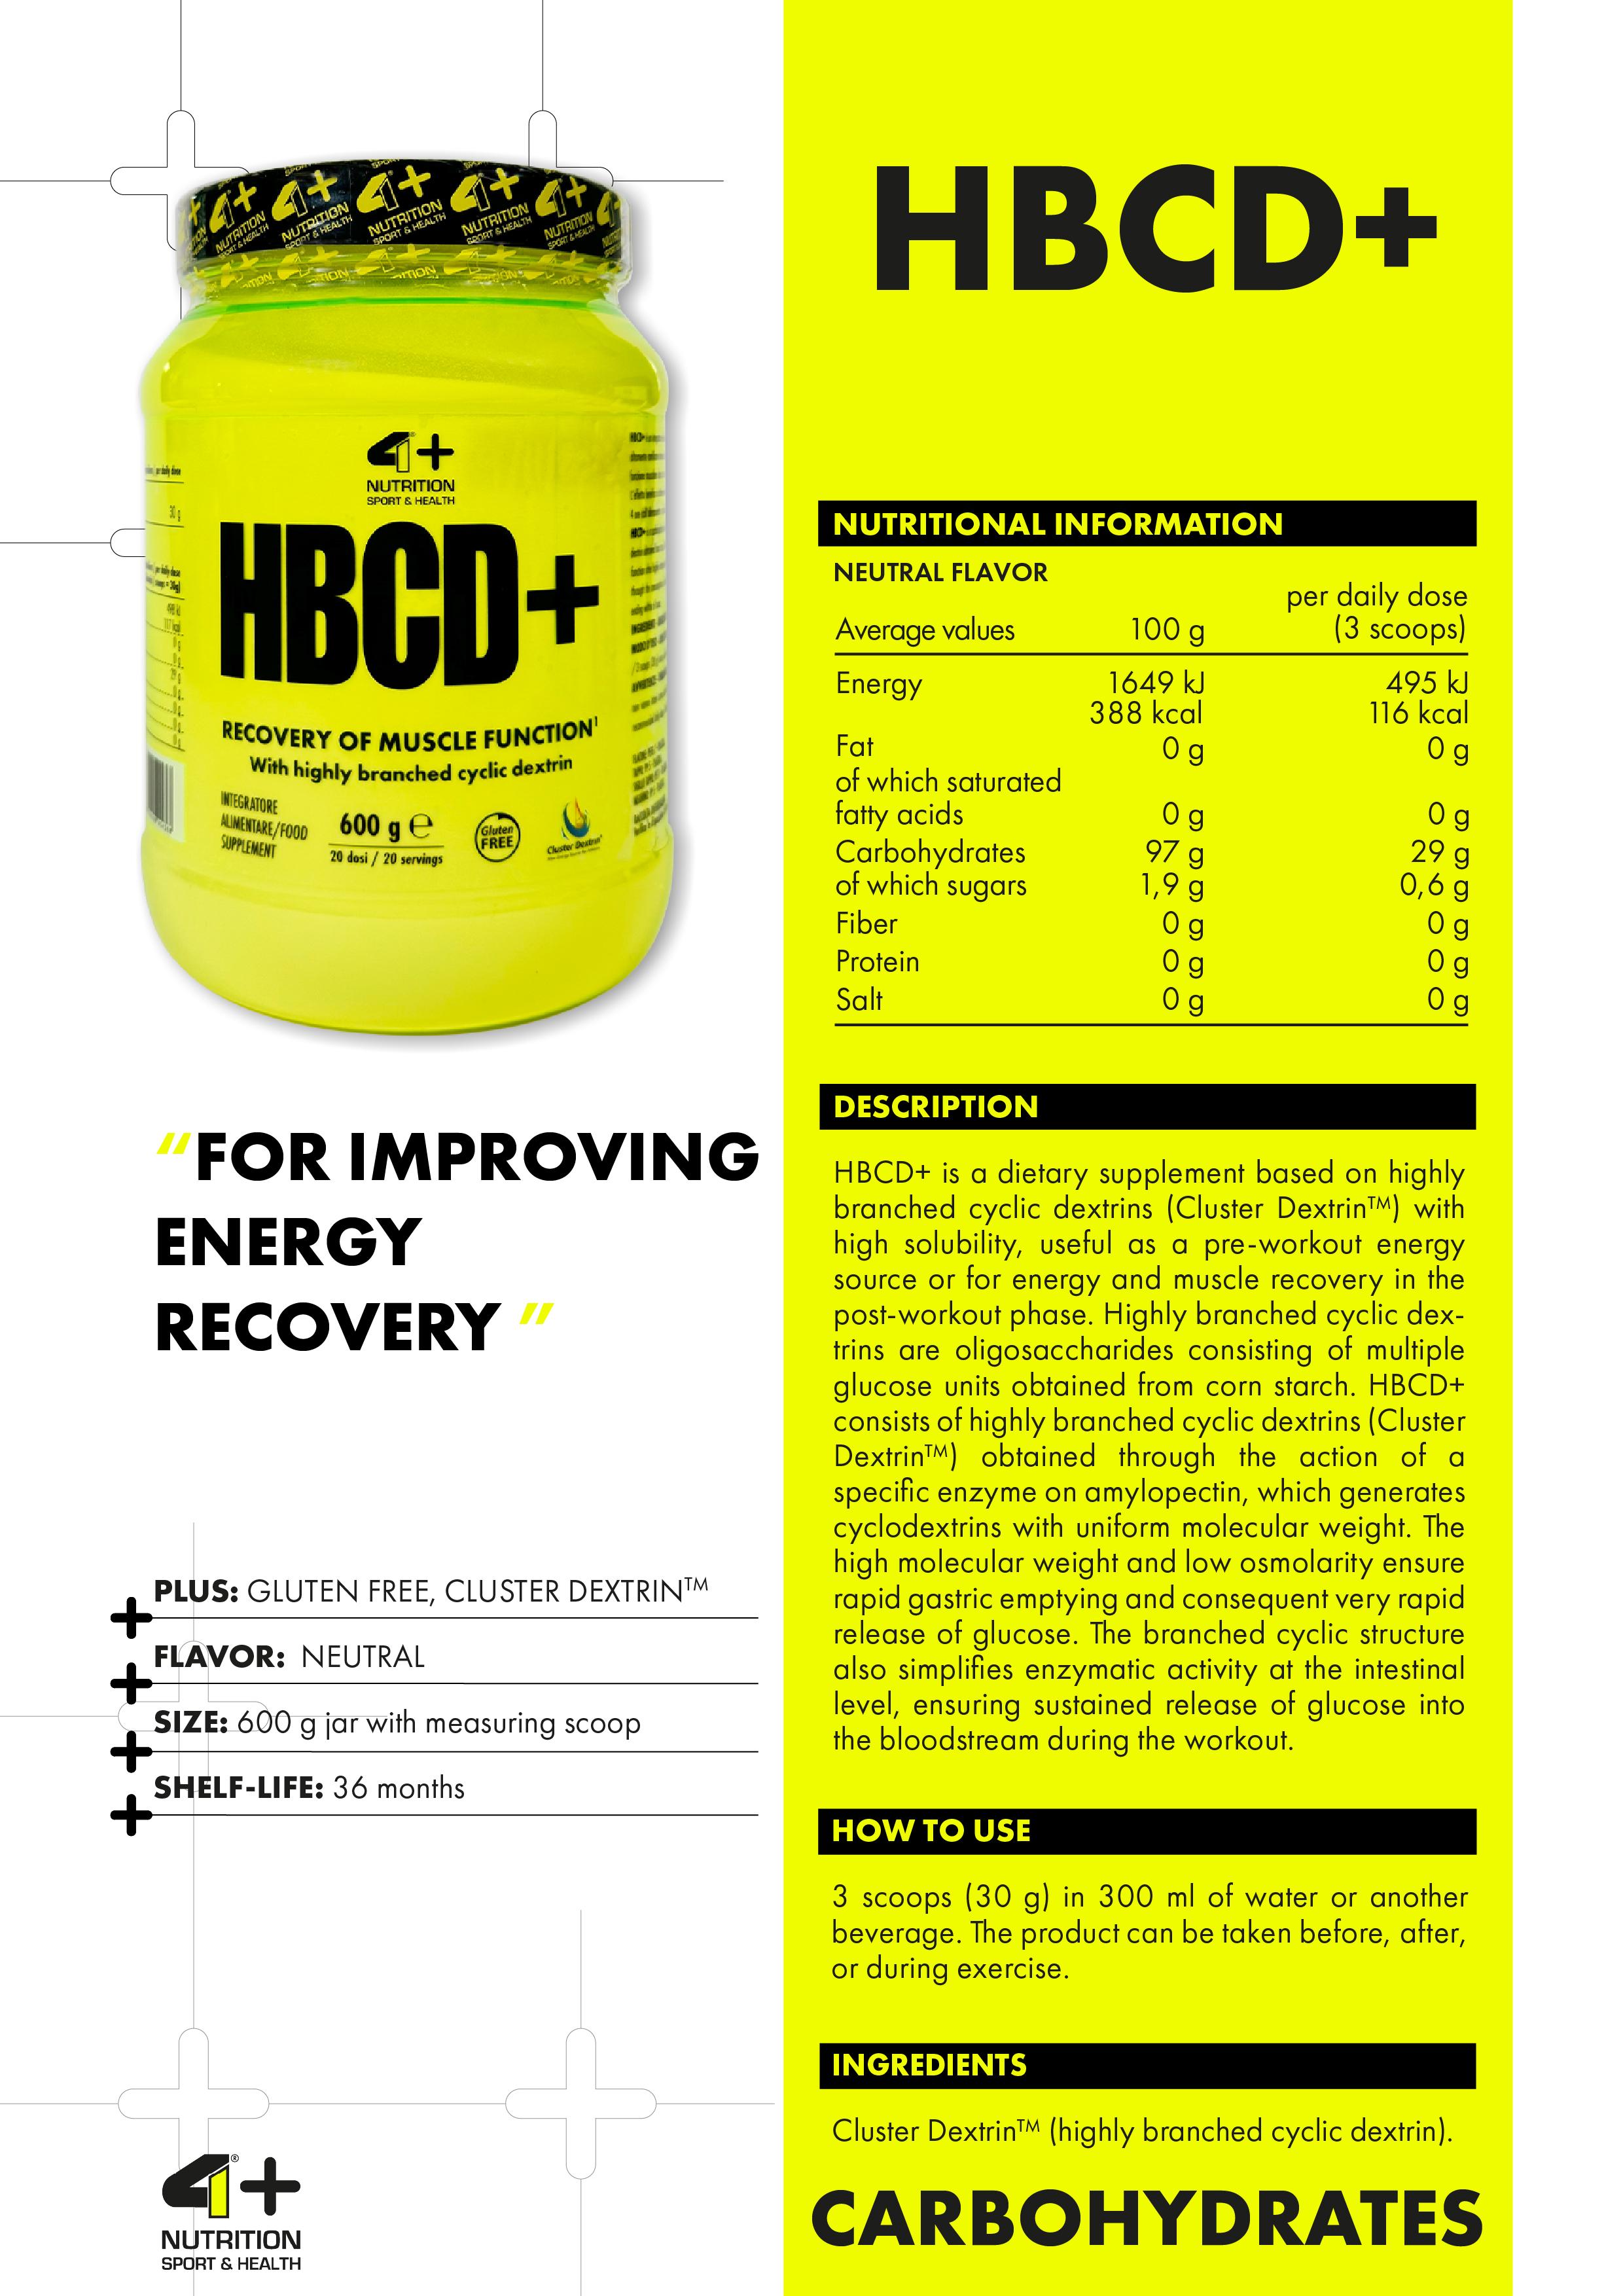 4+
NUTRITION
SPORT & HEALTH
HBCD+
RECOVERY OF MUSCLE FUNCTION¹
With highly branched cyclic dextrin
INTEGRATORE
ALIMENTARE/FOOD
SUPPLEMENT
600 g ℮
20 dosi / 20 servings
Gluten
FREE
Cluster Dextrin
"FOR IMPROVING
ENERGY
RECOVERY "
PLUS: GLUTEN FREE, CLUSTER DEXTRIN™
FLAVOR: NEUTRAL
SIZE: 600 g jar with measuring scoop
SHELF-LIFE: 36 months
4®+
NUTRITION
SPORT & HEALTH
HBCD+
NUTRITIONAL INFORMATION
NEUTRAL FLAVOR
per daily dose
Average values 100 g (3 scoops)
Energy 1649 kJ 495 kJ
388 kcal 116 kcal
Fat 0 g 0 g
of which saturated
fatty acids 0 g 0 g
Carbohydrates 97 g 29 g
of which sugars 1,9 g 0,6 g
Fiber 0 g 0 g
Protein 0 g 0 g
Salt 0 g 0 g
DESCRIPTION
HBCD+ is a dietary supplement based on highly
branched cyclic dextrins (Cluster Dextrin™) with
high solubility, useful as a pre-workout energy
source or for energy and muscle recovery in the
post-workout phase. Highly branched cyclic dex-
trins are oligosaccharides consisting of multiple
glucose units obtained from corn starch. HBCD+
consists of highly branched cyclic dextrins (Cluster
Dextrin™) obtained through the action of a
specific enzyme on amylopectin, which generates
cyclodextrins with uniform molecular weight. The
high molecular weight and low osmolarity ensure
rapid gastric emptying and consequent very rapid
release of glucose. The branched cyclic structure
also simplifies enzymatic activity at the intestinal
level, ensuring sustained release of glucose into
the bloodstream during the workout.
HOW TO USE
3 scoops (30 g) in 300 ml of water or another
beverage. The product can be taken before, after,
or during exercise.
INGREDIENTS
Cluster Dextrin™ (highly branched cyclic dextrin).
CARBOHYDRATES